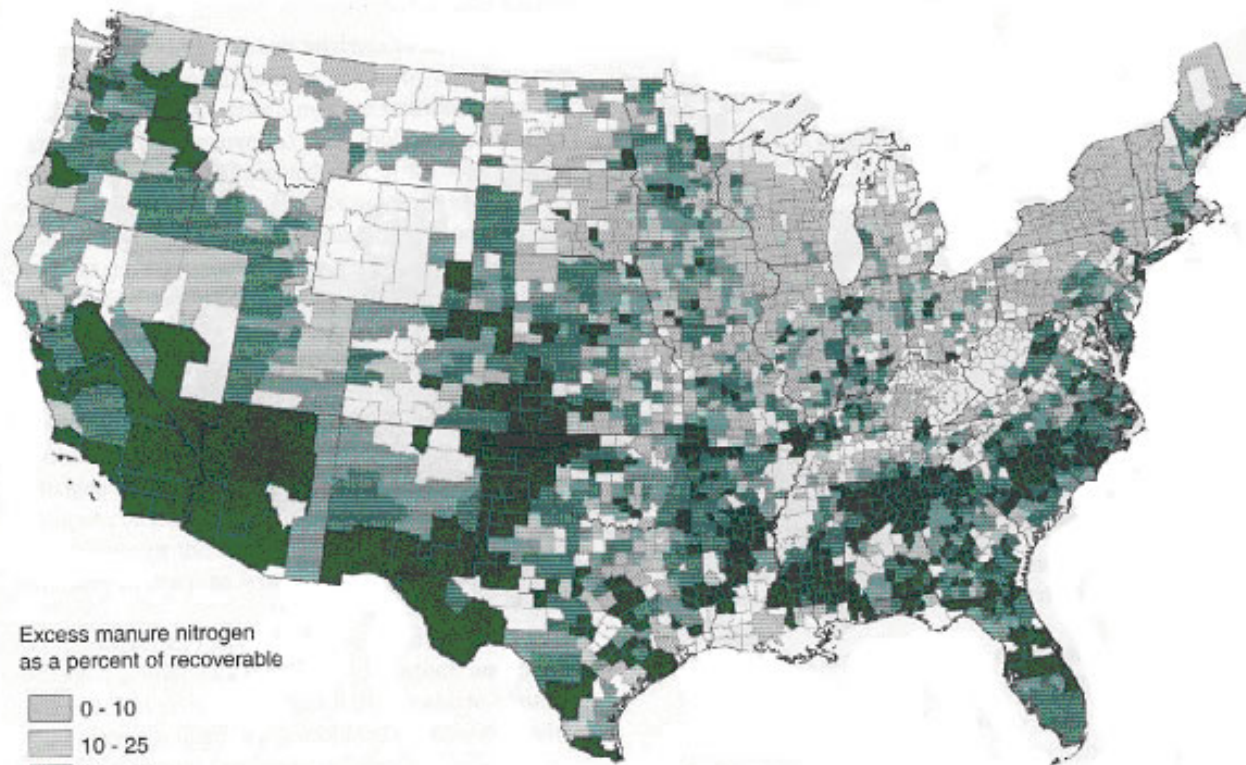 Excess manure nitrogen
as a percent of recoverable
0 - 10
10 - 25